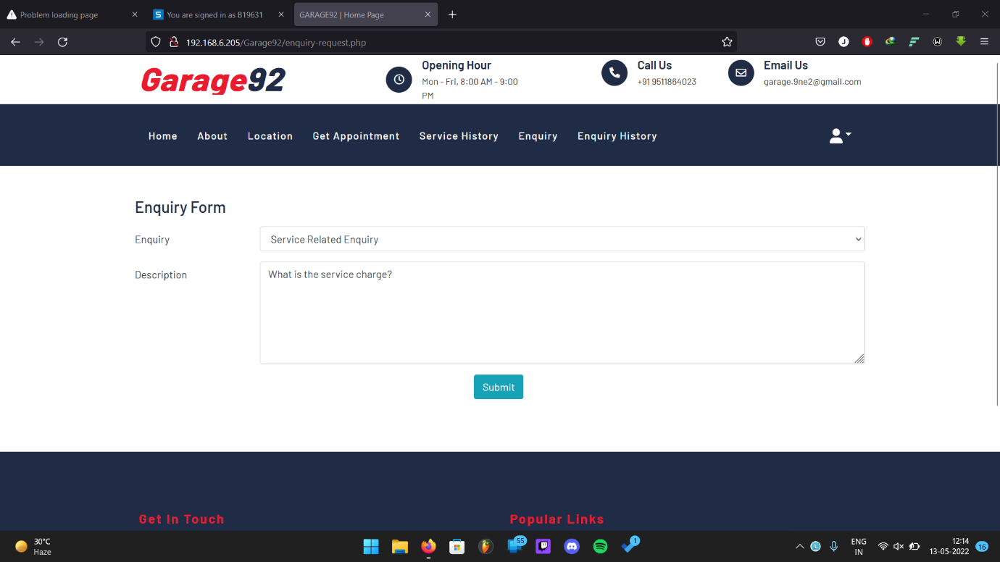 Problem loading page
You are signed in as B19631
GARAGE92 | Home Page
192.168.6.205/Garage92/enquiry-request.php
Garage92
Opening Hour
Mon - Fri, 8:00 AM - 9:00
PM
Call Us
+91 9511864023
Email Us
garage.9ne2@gmail.com
Home About Location Get Appointment Service History Enquiry Enquiry History
Enquiry Form
Enquiry
Service Related Enquiry
Description
What is the service charge?
Submit
Get In Touch
Popular Links
30°C
Haze
55
1
ENG
IN
12:14
13-05-2022
16